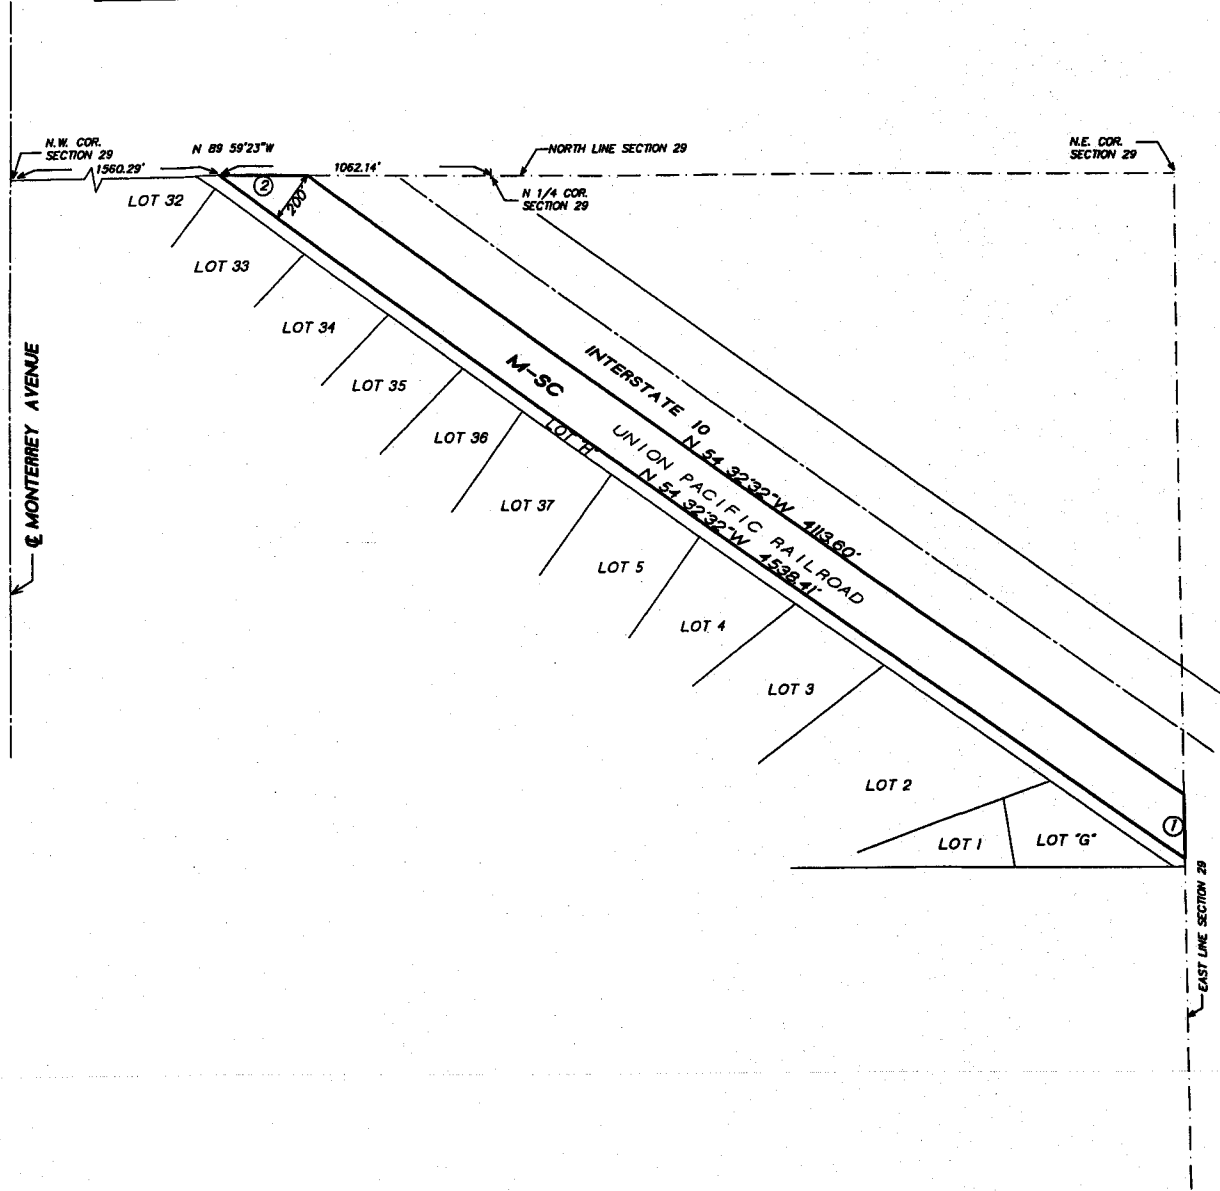 N.W. COR.
SECTION 29
1560.29'
N 89 59'23"W
1062.14'
NORTH LINE SECTION 29
N 1/4 COR.
SECTION 29
N.E. COR.
SECTION 29
2
200'
LOT 32
LOT 33
LOT 34
LOT 35
LOT 36
LOT 37
LOT 5
LOT 4
LOT 3
LOT 2
LOT 1
LOT "G"
LOT "H"
M-SC
INTERSTATE 10
N 54 32'32"W 4113.60'
UNION PACIFIC RAILROAD
N 54 32'32"W 4538.41'
1
℄ MONTERREY AVENUE
EAST LINE SECTION 29